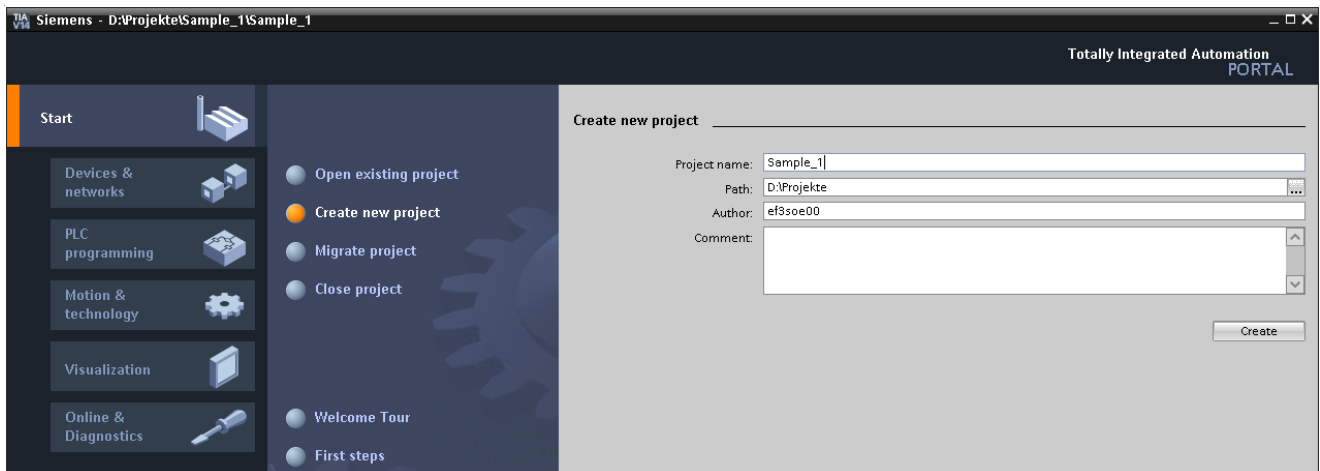 TIA V14 Siemens - D:\Projekte\Sample_1\Sample_1
Totally Integrated Automation
PORTAL
Start
Devices &
networks
PLC
programming
Motion &
technology
Visualization
Online &
Diagnostics
Open existing project
Create new project
Migrate project
Close project
Welcome Tour
First steps
Create new project
Project name: Sample_1
Path: D:\Projekte ...
Author: ef3soe00
Comment:
Create